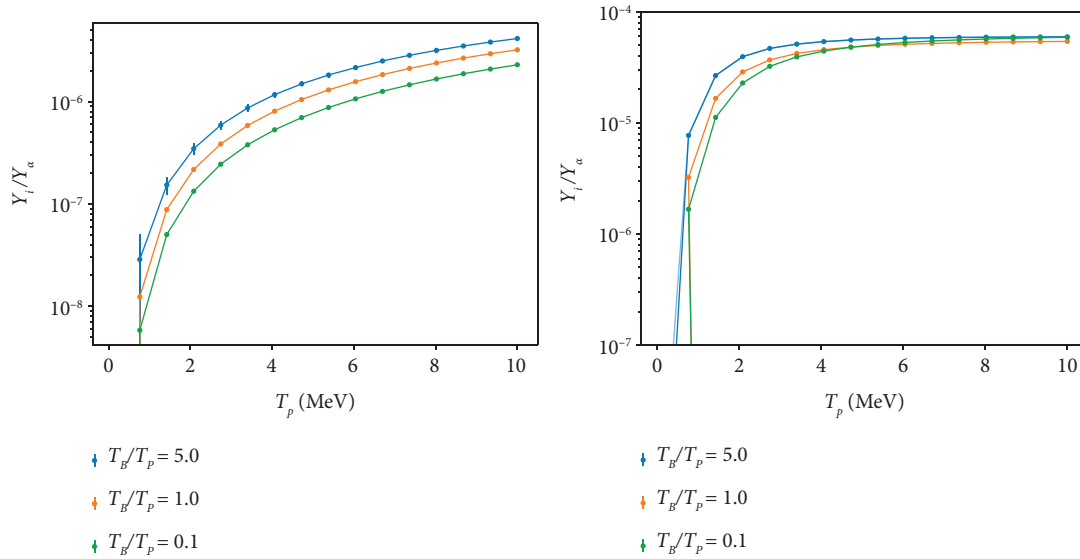 Y_i/Y_α
10⁻⁶
10⁻⁷
10⁻⁸
0 2 4 6 8 10
T_p (MeV)
T_B/T_P = 5.0
T_B/T_P = 1.0
T_B/T_P = 0.1
Y_i/Y_α
10⁻⁴
10⁻⁵
10⁻⁶
10⁻⁷
0 2 4 6 8 10
T_p (MeV)
T_B/T_P = 5.0
T_B/T_P = 1.0
T_B/T_P = 0.1